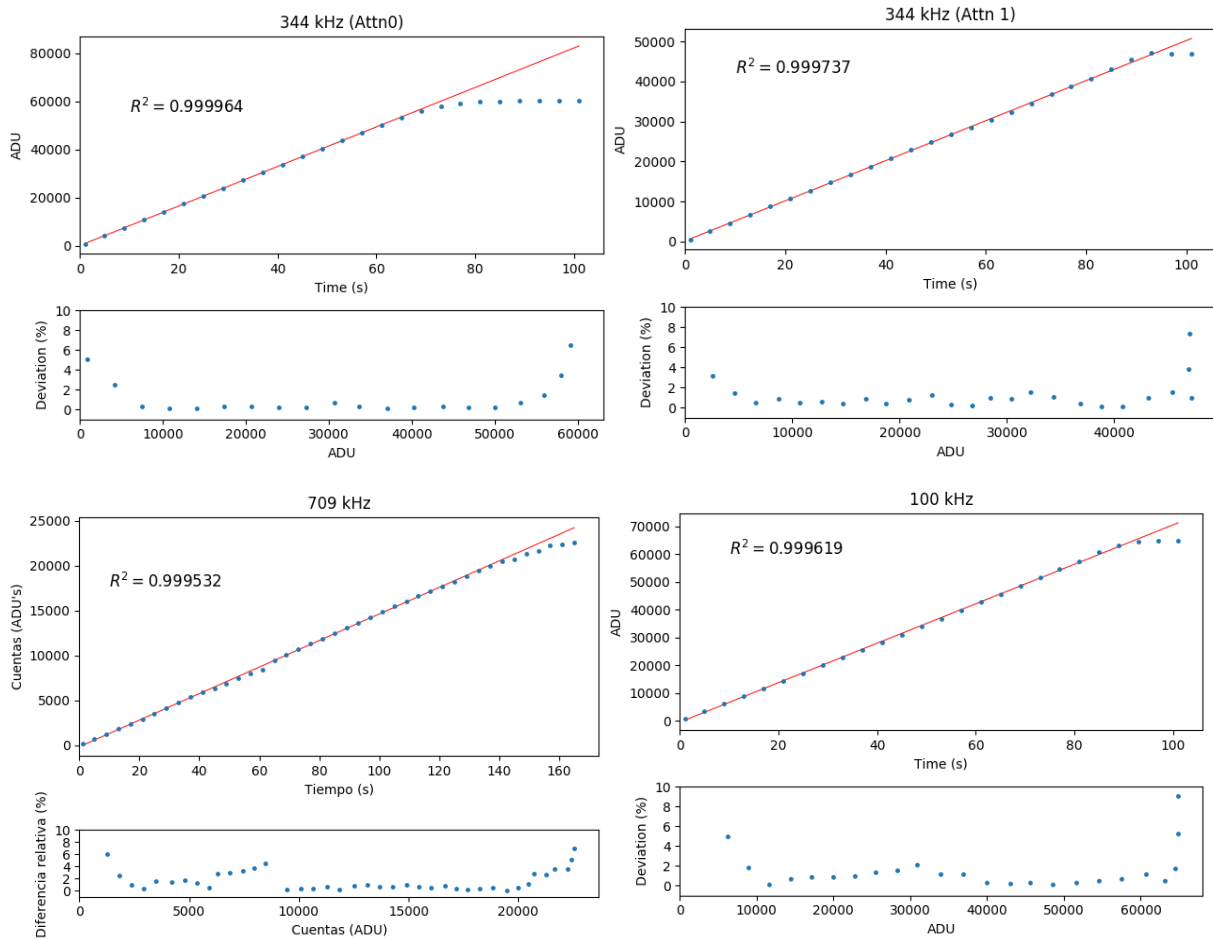 344 kHz (Attn0)
80000
60000
40000
20000
0
ADU
R² = 0.999964
0 20 40 60 80 100
Time (s)
10
8
6
4
2
0
Deviation (%)
0 10000 20000 30000 40000 50000 60000
ADU
344 kHz (Attn 1)
50000
40000
30000
20000
10000
0
ADU
R² = 0.999737
0 20 40 60 80 100
Time (s)
10
8
6
4
2
0
Deviation (%)
0 10000 20000 30000 40000
ADU
709 kHz
25000
20000
15000
10000
5000
0
Cuentas (ADU's)
R² = 0.999532
0 20 40 60 80 100 120 140 160
Tiempo (s)
10
8
6
4
2
0
Diferencia relativa (%)
0 5000 10000 15000 20000
Cuentas (ADU)
100 kHz
70000
60000
50000
40000
30000
20000
10000
0
ADU
R² = 0.999619
0 20 40 60 80 100
Time (s)
10
8
6
4
2
0
Deviation (%)
0 10000 20000 30000 40000 50000 60000
ADU